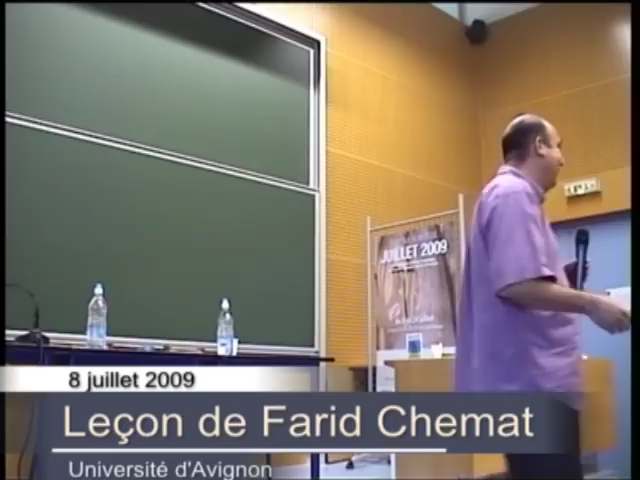 JUILLET 2009
8 juillet 2009
Leçon de Farid Chemat
Université d'Avignon